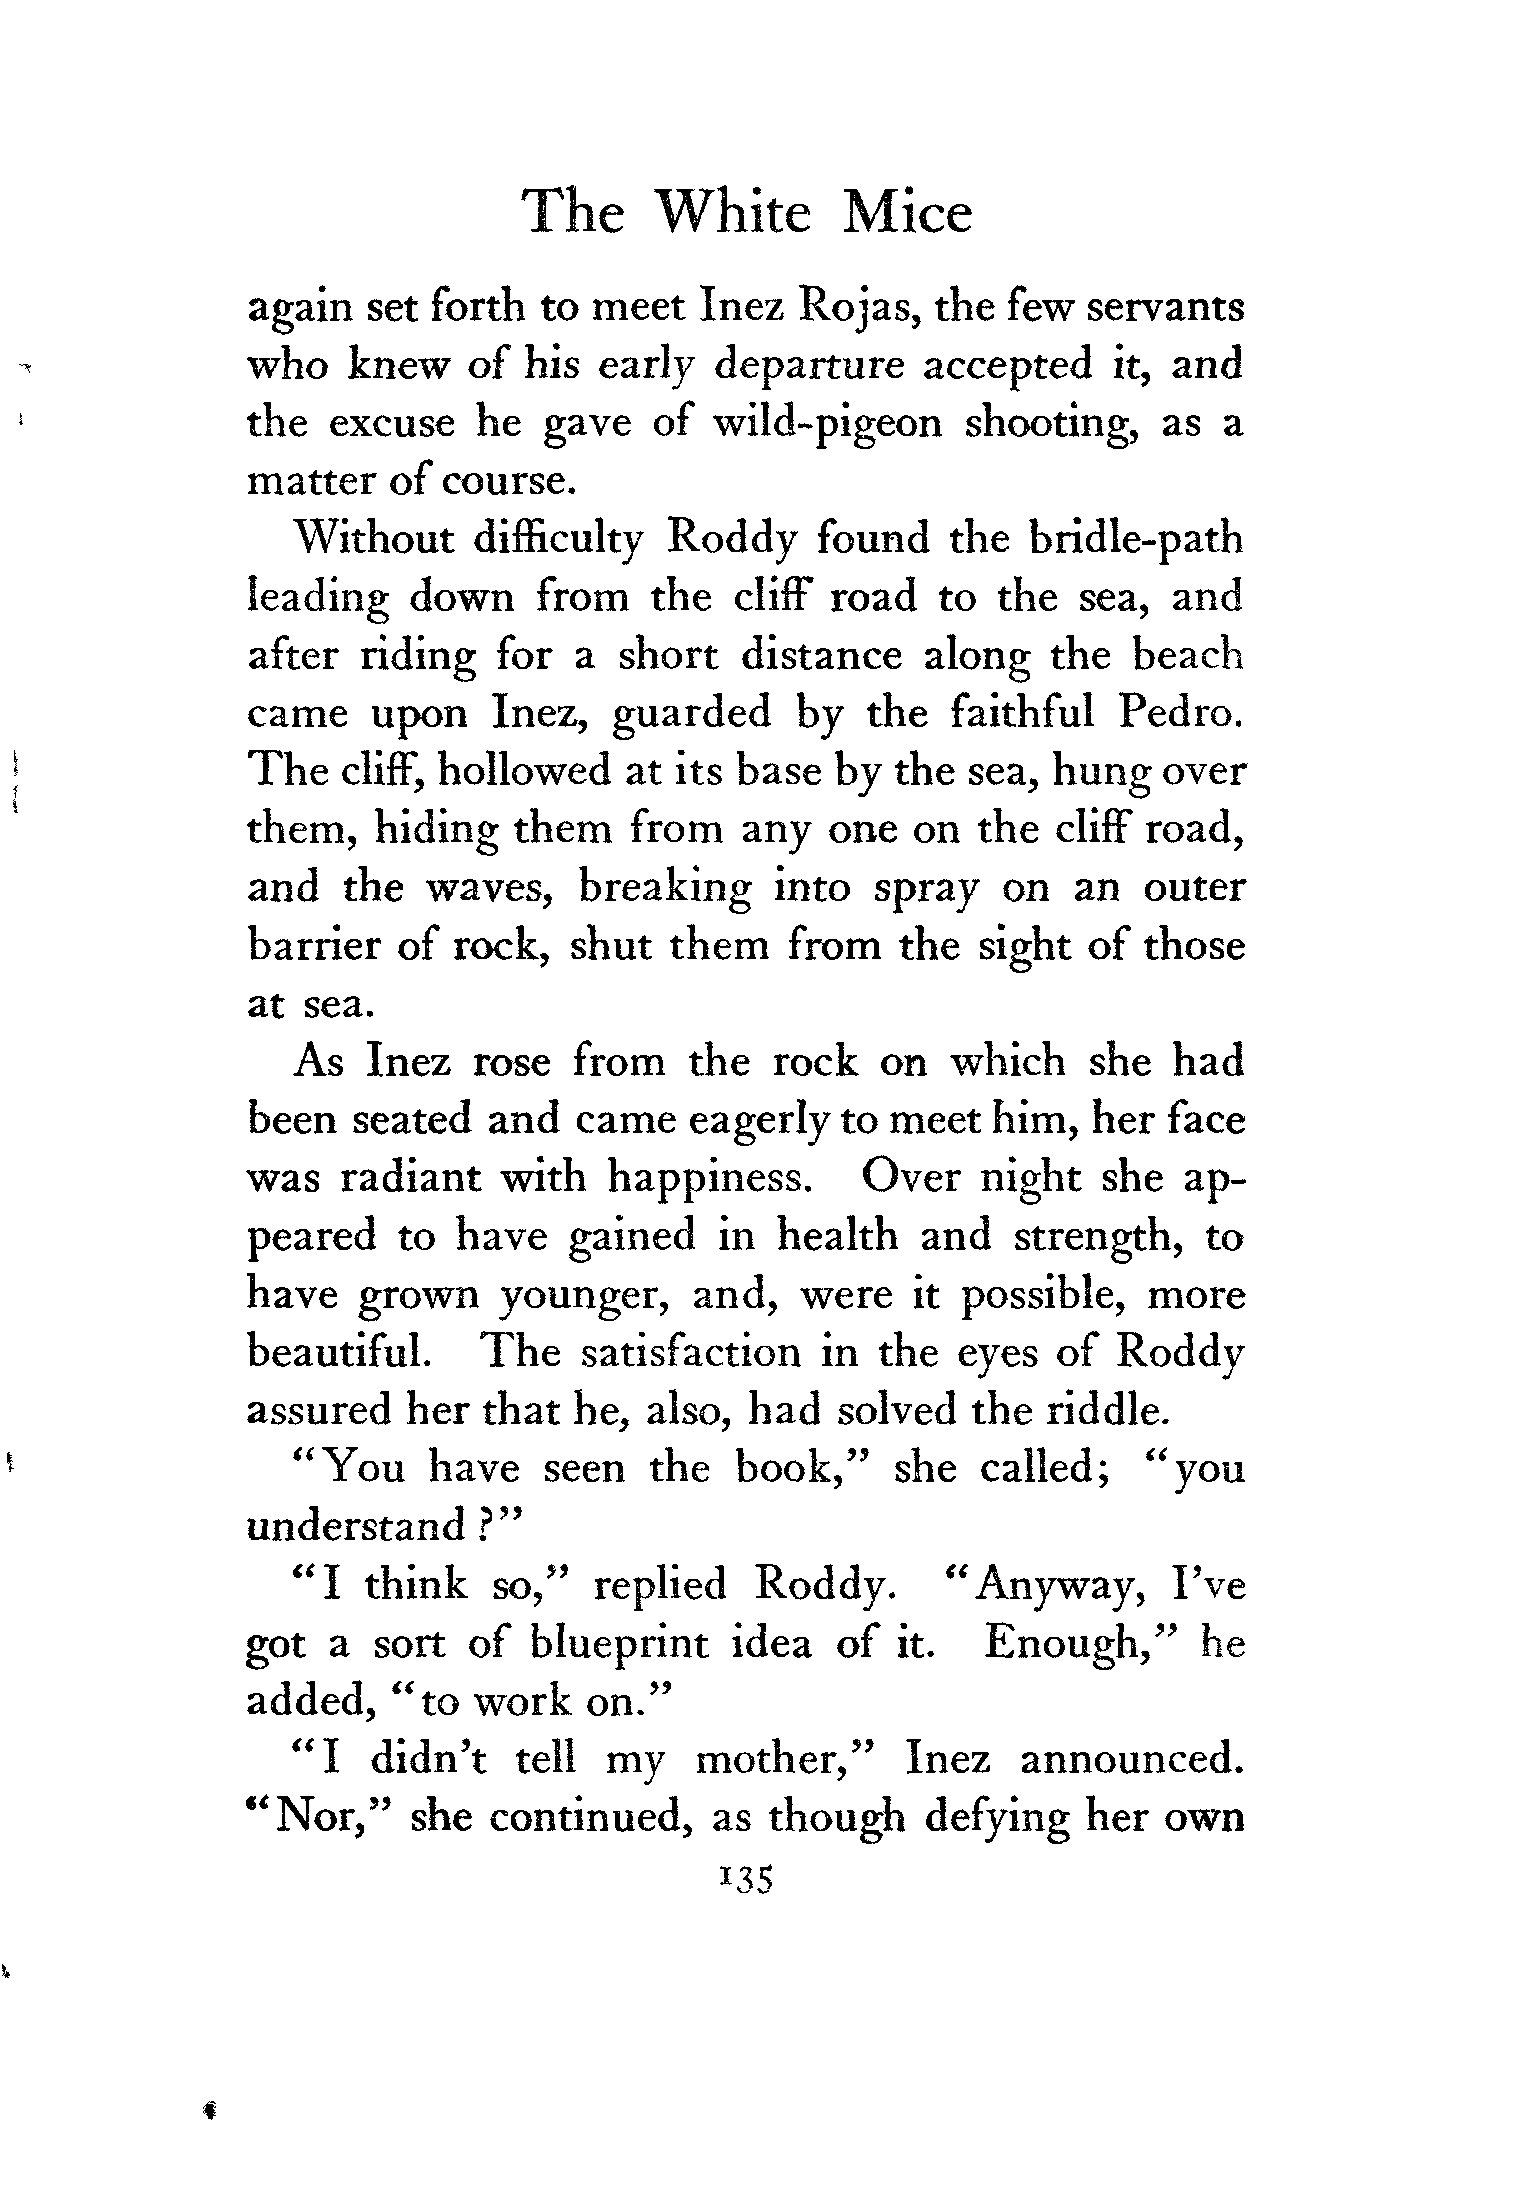 The White Mice
again set forth to meet Inez Rojas, the few servants
who knew of his early departure accepted it, and
the excuse he gave of wild-pigeon shooting, as a
matter of course.
Without difficulty Roddy found the bridle-path
leading down from the cliff road to the sea, and
after riding for a short distance along the beach
came upon Inez, guarded by the faithful Pedro.
The cliff, hollowed at its base by the sea, hung over
them, hiding them from any one on the cliff road,
and the waves, breaking into spray on an outer
barrier of rock, shut them from the sight of those
at sea.
As Inez rose from the rock on which she had
been seated and came eagerly to meet him, her face
was radiant with happiness. Over night she ap-
peared to have gained in health and strength, to
have grown younger, and, were it possible, more
beautiful. The satisfaction in the eyes of Roddy
assured her that he, also, had solved the riddle.
"You have seen the book," she called; "you
understand?"
"I think so," replied Roddy. "Anyway, I've
got a sort of blueprint idea of it. Enough," he
added, "to work on."
"I didn't tell my mother," Inez announced.
"Nor," she continued, as though defying her own
135